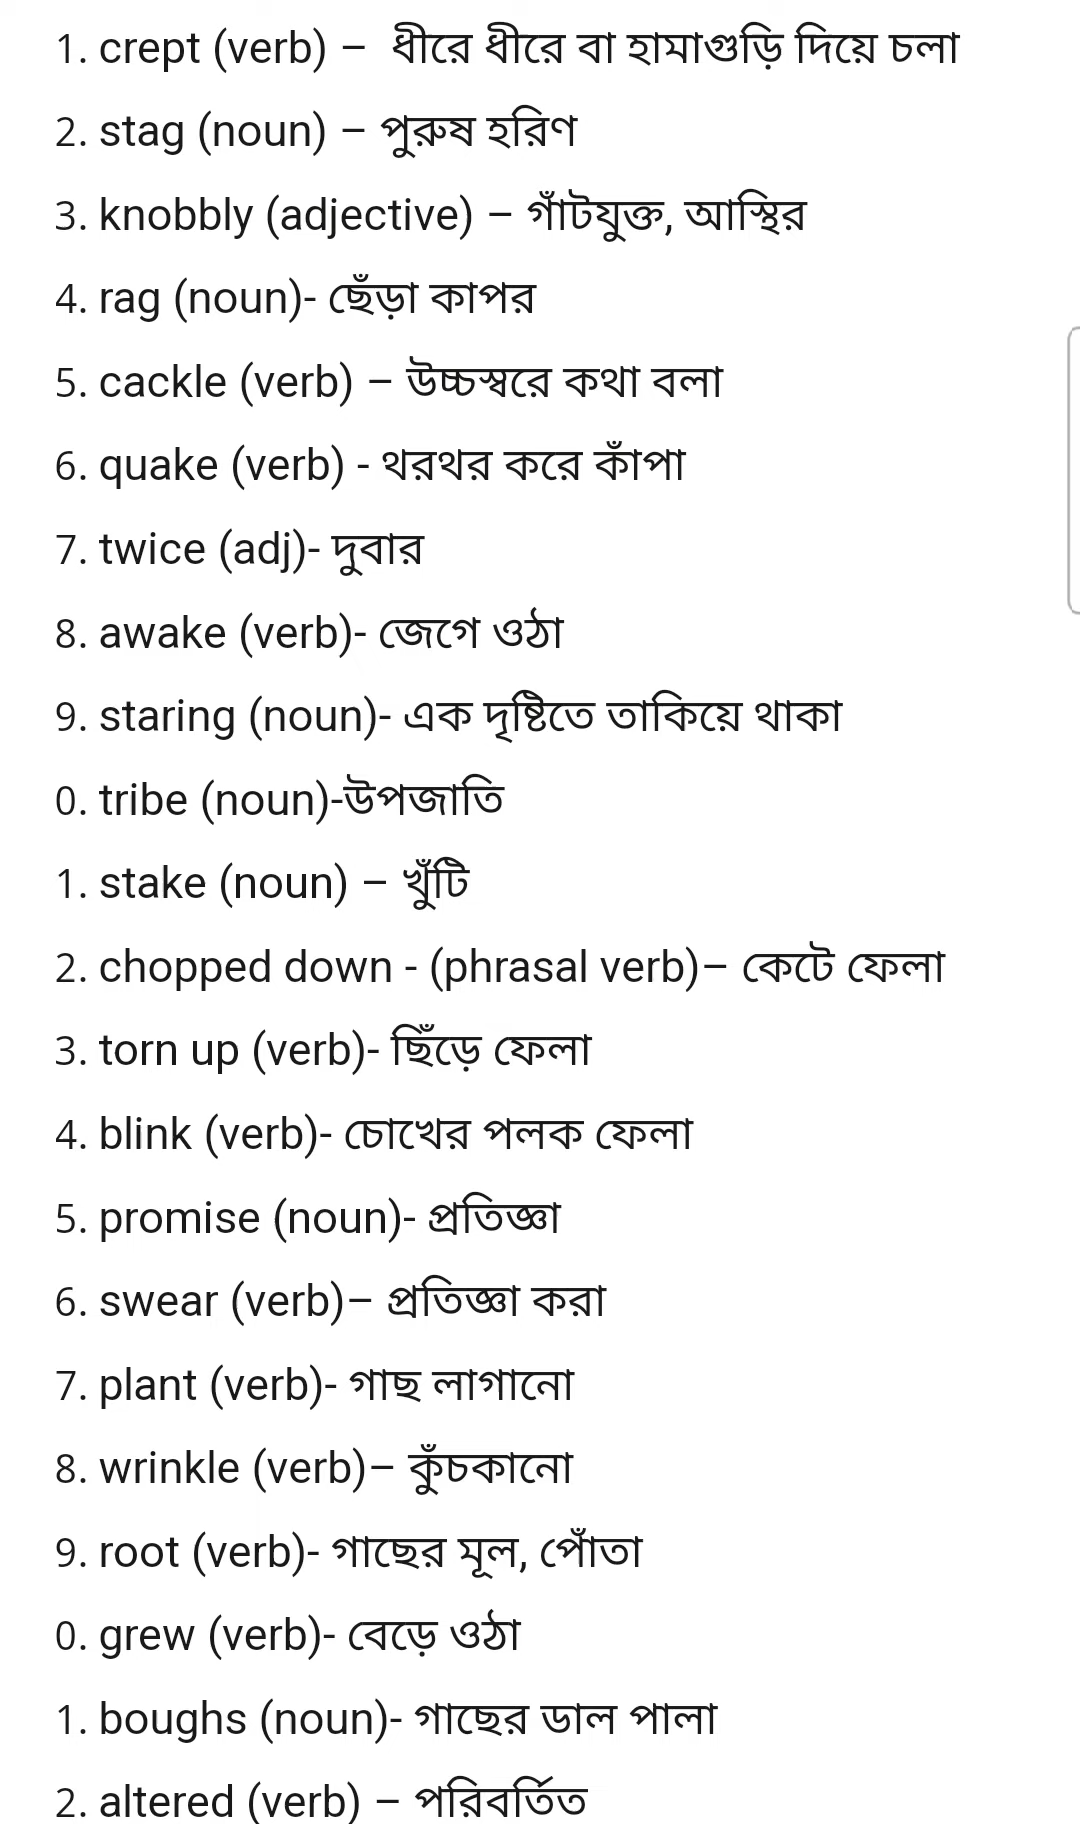 1. crept (verb) – ধীরে ধীরে বা হামাগুড়ি দিয়ে চলা
2. stag (noun) – পুরুষ হরিণ
3. knobbly (adjective) – গাঁটযুক্ত, আস্থির
4. rag (noun)- ছেঁড়া কাপর
5. cackle (verb) – উচ্চস্বরে কথা বলা
6. quake (verb) - থরথর করে কাঁপা
7. twice (adj)- দুবার
8. awake (verb)- জেগে ওঠা
9. staring (noun)- এক দৃষ্টিতে তাকিয়ে থাকা
0. tribe (noun)-উপজাতি
1. stake (noun) – খুঁটি
2. chopped down - (phrasal verb)– কেটে ফেলা
3. torn up (verb)- ছিঁড়ে ফেলা
4. blink (verb)- চোখের পলক ফেলা
5. promise (noun)- প্রতিজ্ঞা
6. swear (verb)– প্রতিজ্ঞা করা
7. plant (verb)- গাছ লাগানো
8. wrinkle (verb)– কুঁচকানো
9. root (verb)- গাছের মূল, পোঁতা
0. grew (verb)- বেড়ে ওঠা
1. boughs (noun)- গাছের ডাল পালা
2. altered (verb) – পরিবর্তিত